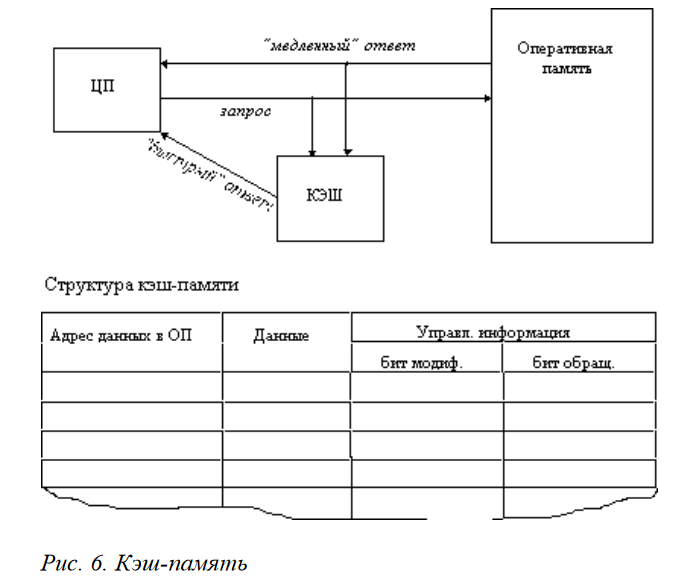 "медленный" ответ
Оперативная
память
ЦП
запрос
"быстрый" ответ
КЭШ
Структура кэш-памяти
Адрес данных в ОП Данные Управл. информация
бит модиф. бит обращ.
Рис. 6. Кэш-память